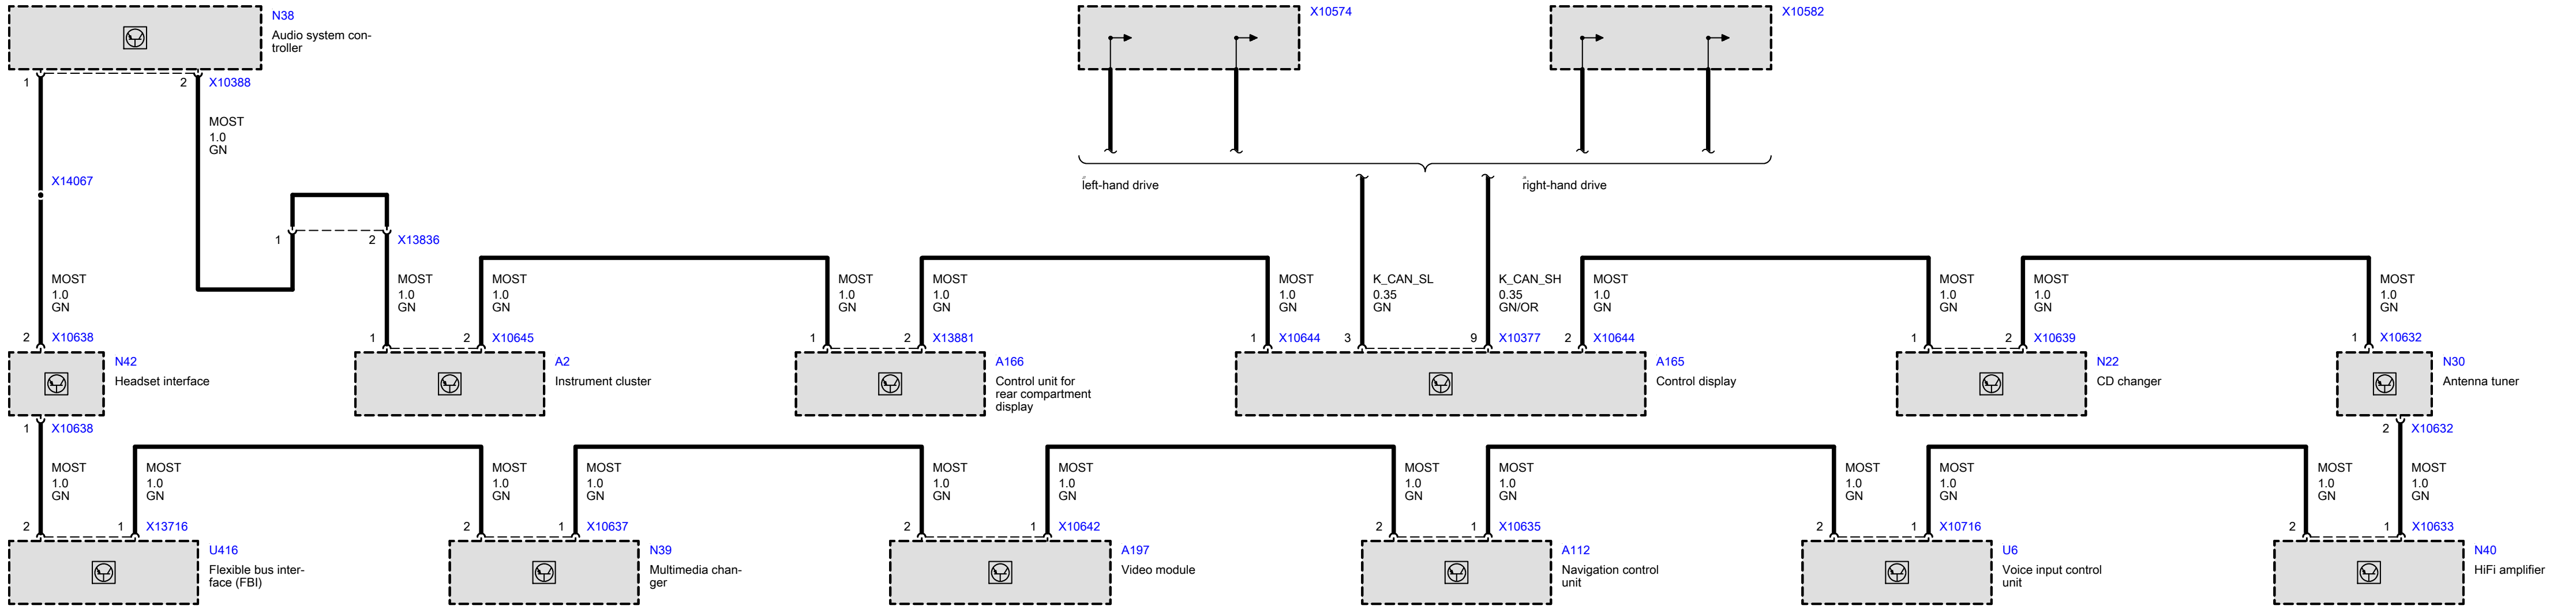 N38
Audio system con-
troller
X10574
X10582
1
2
X10388
MOST
1.0
GN
X14067
left-hand drive
right-hand drive
1
2
X13836
MOST
1.0
GN
MOST
1.0
GN
MOST
1.0
GN
MOST
1.0
GN
MOST
1.0
GN
MOST
1.0
GN
K_CAN_SL
0.35
GN
K_CAN_SH
0.35
GN/OR
MOST
1.0
GN
MOST
1.0
GN
MOST
1.0
GN
MOST
1.0
GN
2
X10638
1
2
X10645
1
2
X13881
1
X10644
3
9
X10377
2
X10644
1
2
X10639
1
X10632
N42
Headset interface
A2
Instrument cluster
A166
Control unit for
rear compartment
display
A165
Control display
N22
CD changer
N30
Antenna tuner
1
X10638
2
X10632
MOST
1.0
GN
MOST
1.0
GN
MOST
1.0
GN
MOST
1.0
GN
MOST
1.0
GN
MOST
1.0
GN
MOST
1.0
GN
MOST
1.0
GN
MOST
1.0
GN
MOST
1.0
GN
MOST
1.0
GN
MOST
1.0
GN
2
1
X13716
2
1
X10637
2
1
X10642
2
1
X10635
2
1
X10716
2
1
X10633
U416
Flexible bus inter-
face (FBI)
N39
Multimedia chan-
ger
A197
Video module
A112
Navigation control
unit
U6
Voice input control
unit
N40
HiFi amplifier